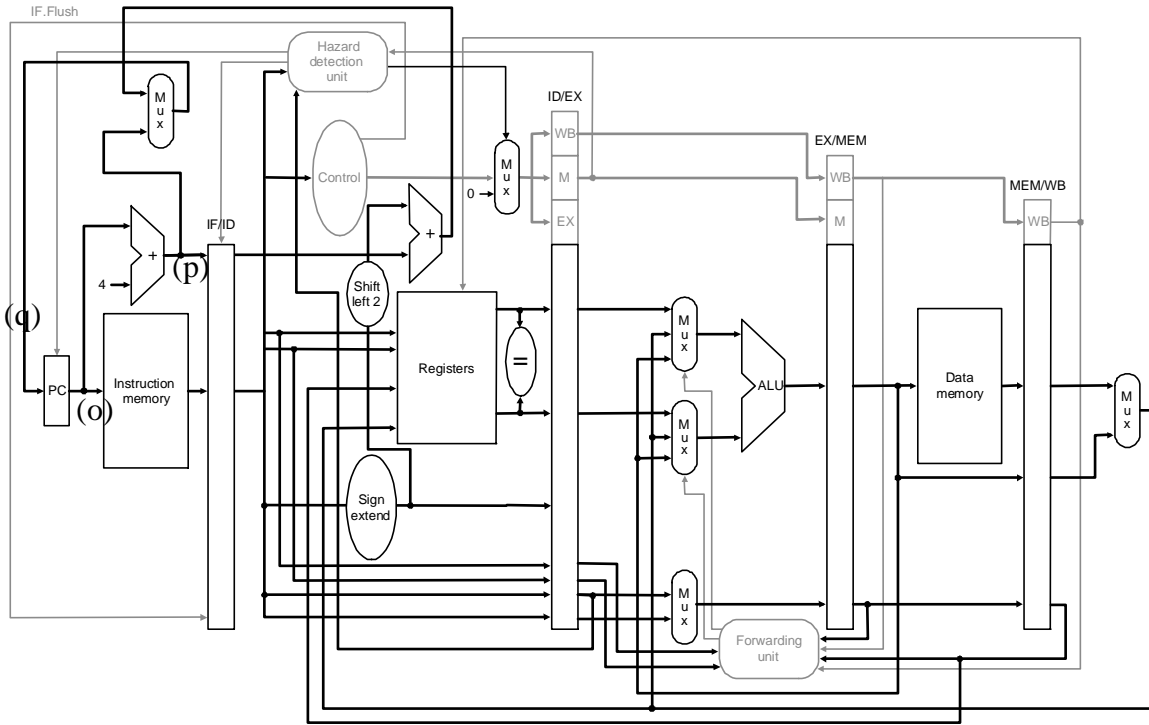 IF.Flush
Hazard
detection
unit
M
u
x
ID/EX
WB
EX/MEM
M
u
x
Control
M
WB
MEM/WB
0
EX
M
WB
IF/ID
+
+
(p)
4
Shift
left 2
(q)
M
u
x
PC
Instruction
memory
Registers
=
ALU
Data
memory
M
u
x
(o)
M
u
x
Sign
extend
M
u
x
Forwarding
unit